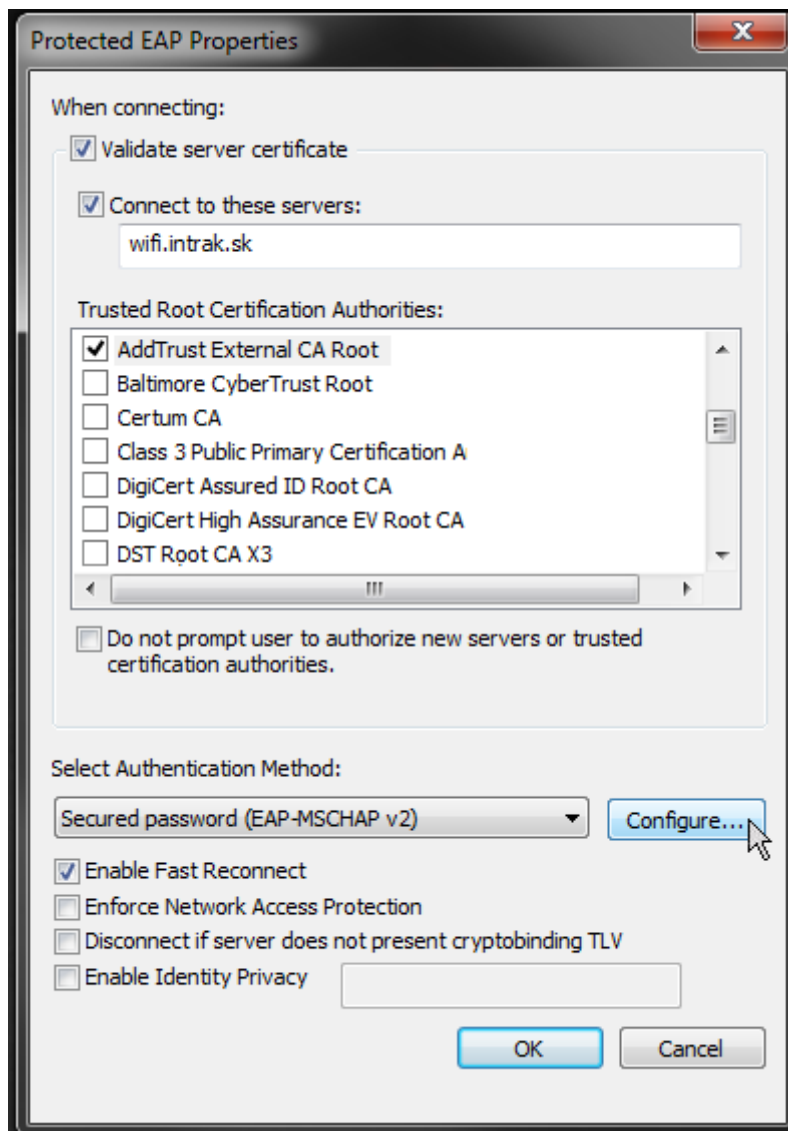 Protected EAP Properties
When connecting:
Validate server certificate
Connect to these servers:
wifi.intrak.sk
Trusted Root Certification Authorities:
AddTrust External CA Root
Baltimore CyberTrust Root
Certum CA
Class 3 Public Primary Certification A
DigiCert Assured ID Root CA
DigiCert High Assurance EV Root CA
DST Root CA X3
Do not prompt user to authorize new servers or trusted
certification authorities.
Select Authentication Method:
Secured password (EAP-MSCHAP v2)
Configure...
Enable Fast Reconnect
Enforce Network Access Protection
Disconnect if server does not present cryptobinding TLV
Enable Identity Privacy
OK
Cancel